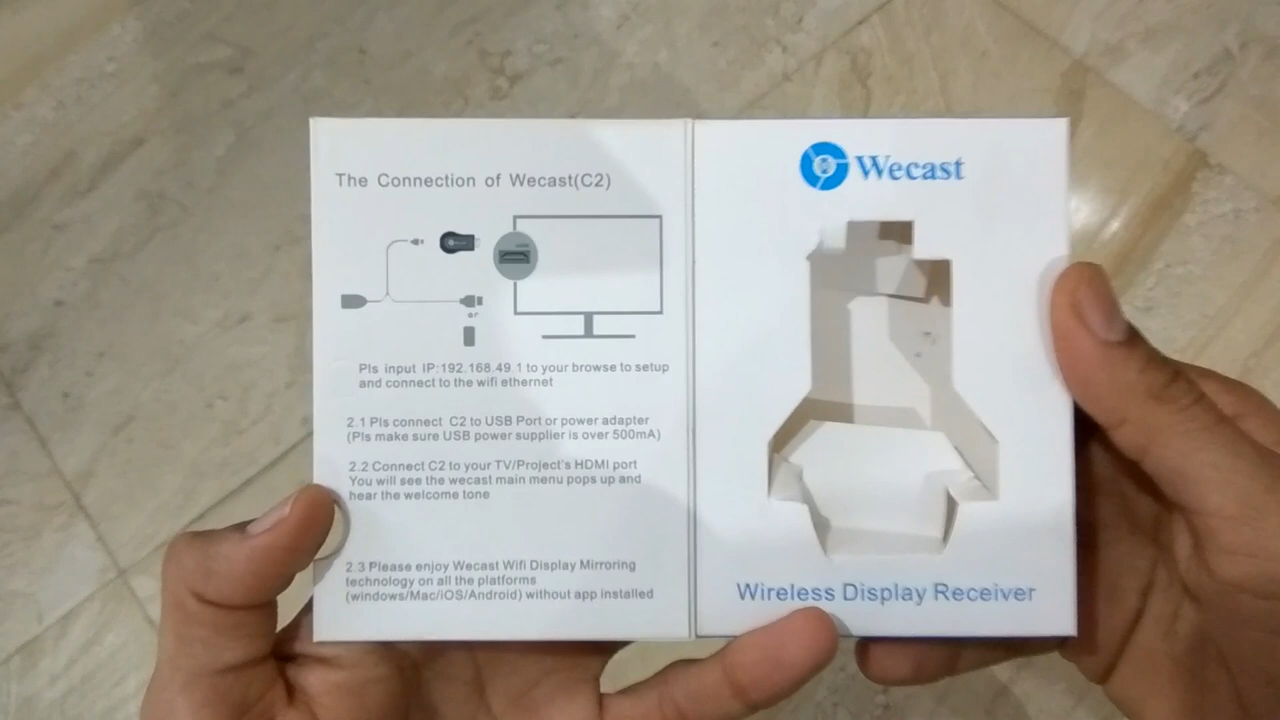 The Connection of Wecast(C2)
or
Pls input IP:192.168.49.1 to your browse to setup
and connect to the wifi ethernet
2.1 Pls connect C2 to USB Port or power adapter
(Pls make sure USB power supplier is over 500mA)
2.2 Connect C2 to your TV/Project's HDMI port
You will see the wecast main menu pops up and
hear the welcome tone
2.3 Please enjoy Wecast Wifi Display Mirroring
technology on all the platforms
(windows/Mac/iOS/Android) without app installed
Wecast
Wireless Display Receiver